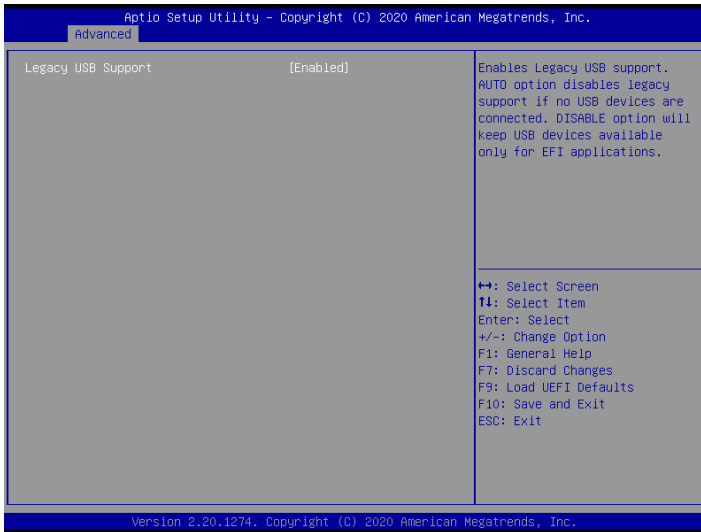 Aptio Setup Utility – Copyright (C) 2020 American Megatrends, Inc.
Advanced
Legacy USB Support [Enabled]
Enables Legacy USB support.
AUTO option disables legacy
support if no USB devices are
connected. DISABLE option will
keep USB devices available
only for EFI applications.
↔: Select Screen
↑↓: Select Item
Enter: Select
+/-: Change Option
F1: General Help
F7: Discard Changes
F9: Load UEFI Defaults
F10: Save and Exit
ESC: Exit
Version 2.20.1274. Copyright (C) 2020 American Megatrends, Inc.